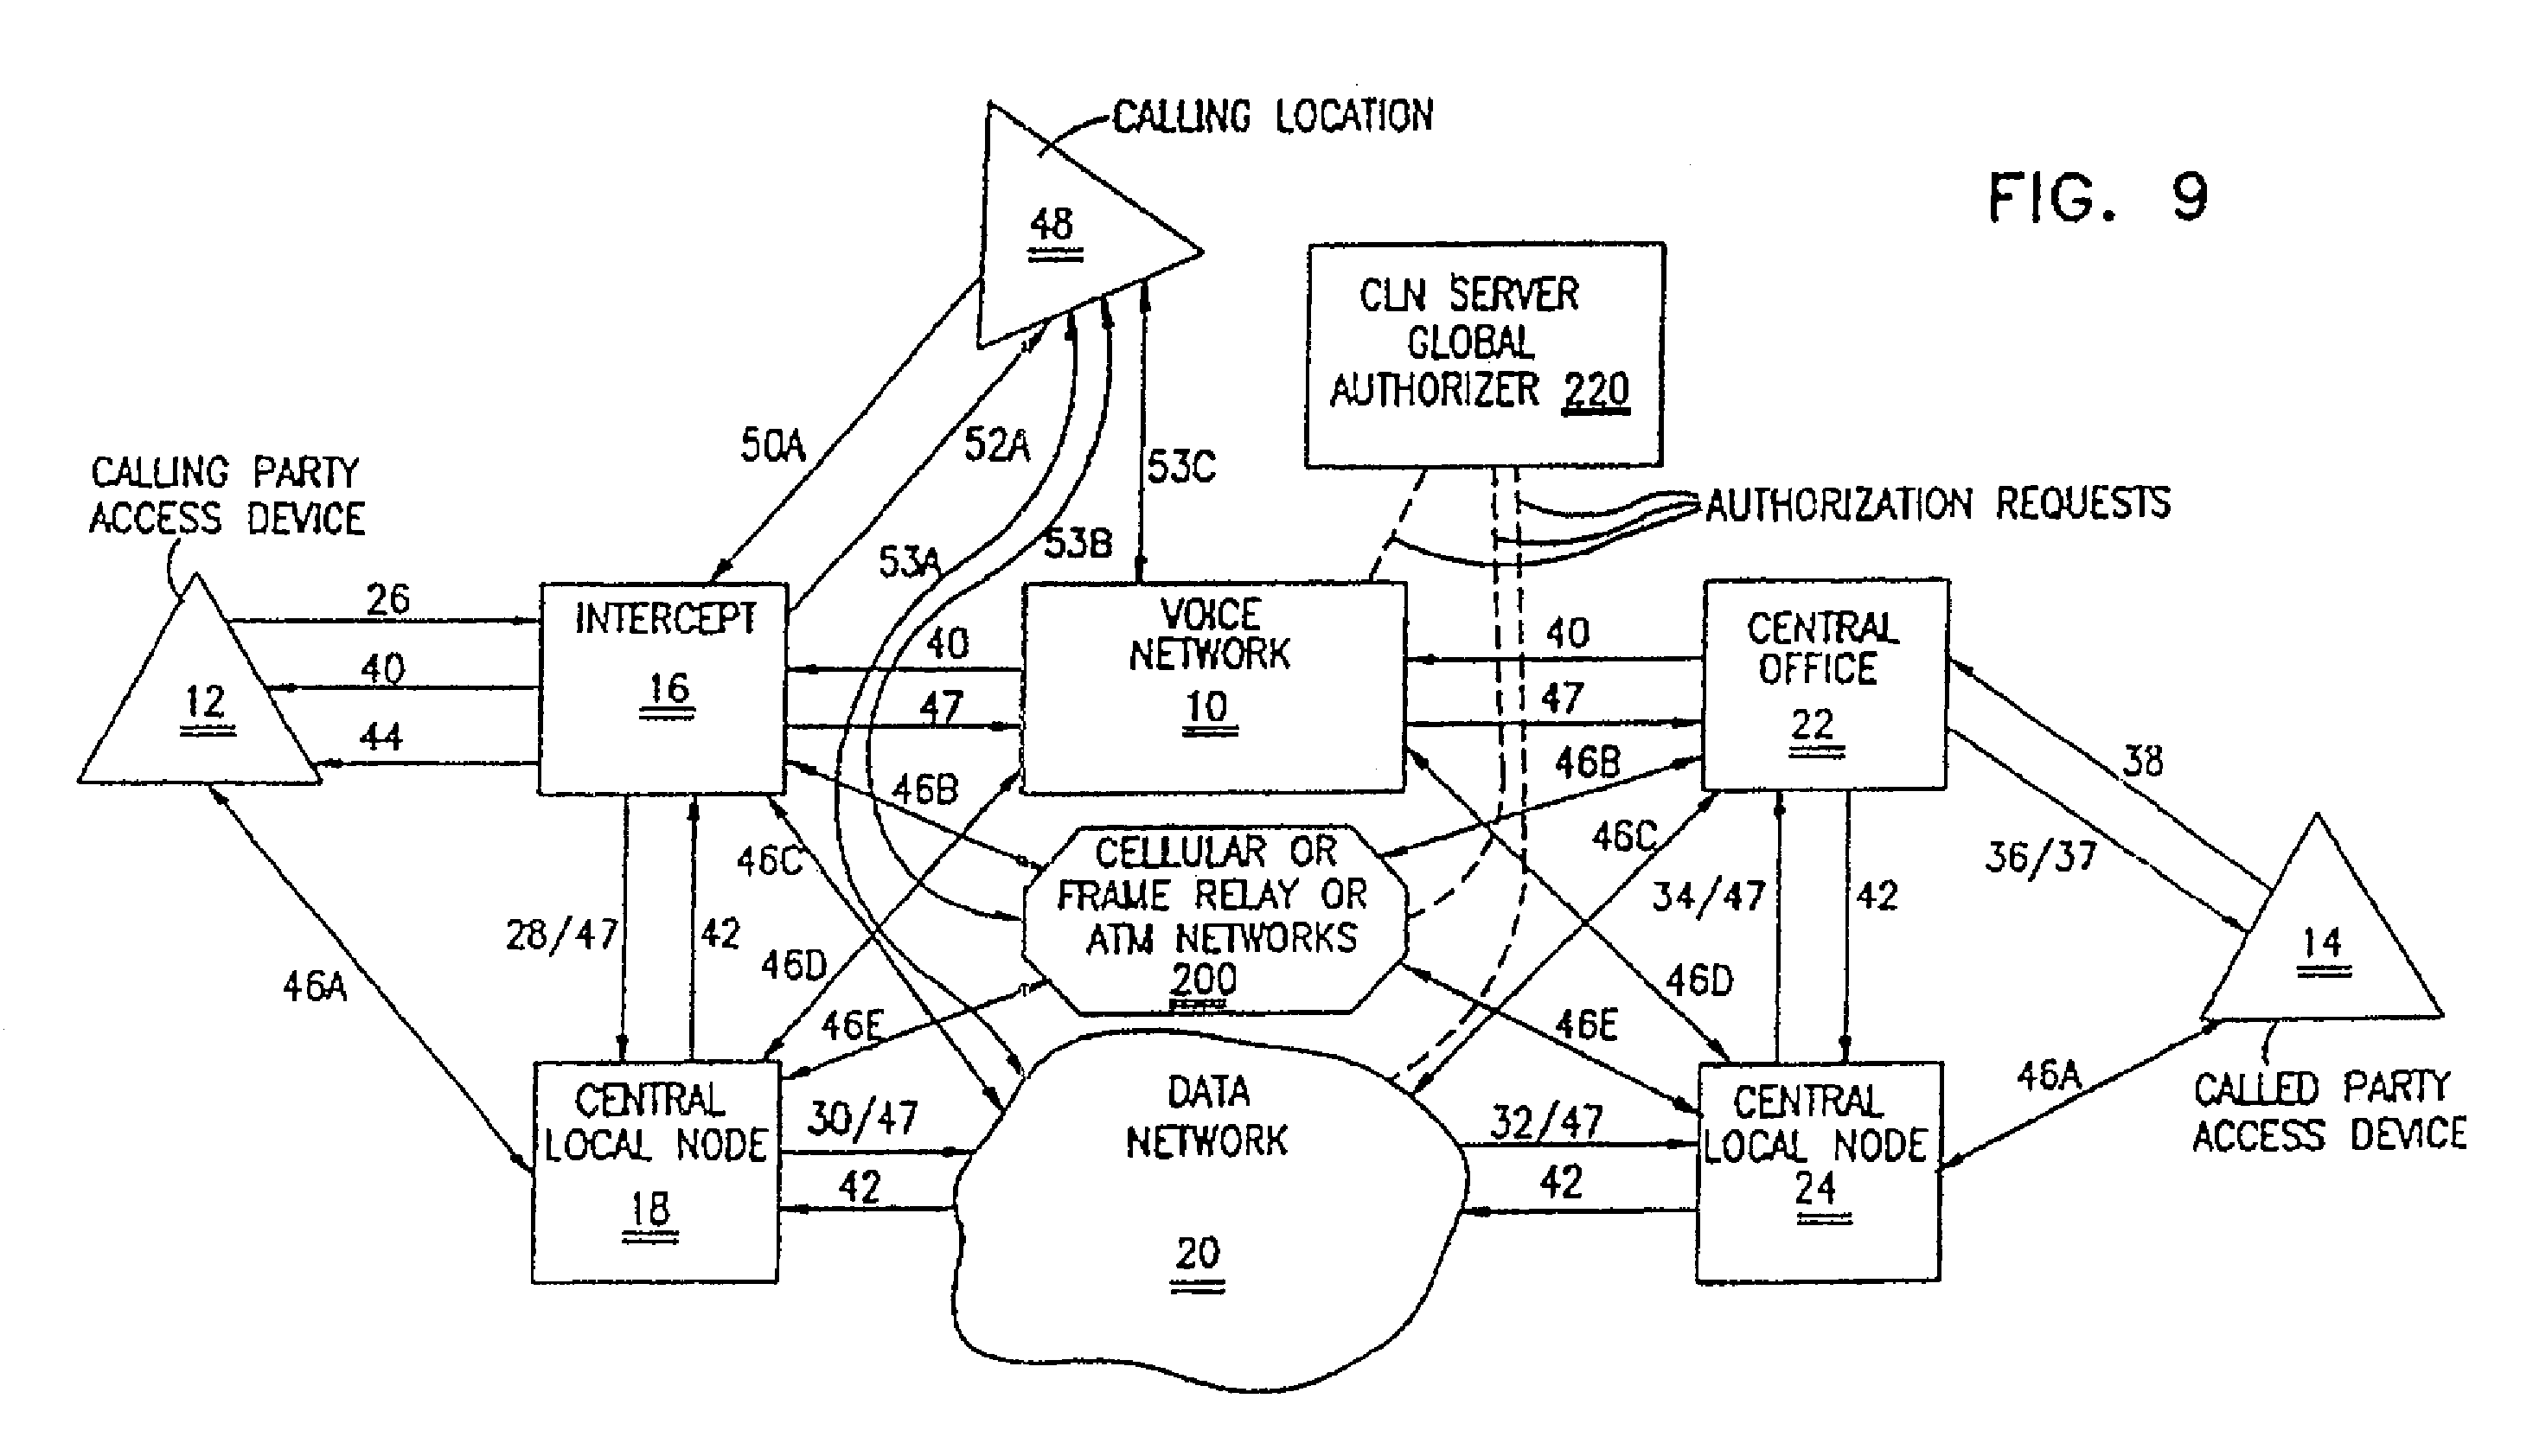 CALLING LOCATION
FIG. 9
48
CLN SERVER
GLOBAL
AUTHORIZER 220
50A
52A
53C
CALLING PARTY
ACCESS DEVICE
AUTHORIZATION REQUESTS
53A
53B
26
INTERCEPT
16
40
12
44
40
47
VOICE
NETWORK
10
40
47
CENTRAL
OFFICE
22
38
36/37
46B
46B
46C
46C
CELLULAR OR
FRAME RELAY OR
ATM NETWORKS
200
28/47
42
34/47
42
14
46A
46D
46D
46E
46E
CENTRAL
LOCAL NODE
18
30/47
42
DATA
NETWORK
20
32/47
42
CENTRAL
LOCAL NODE
24
46A
CALLED PARTY
ACCESS DEVICE